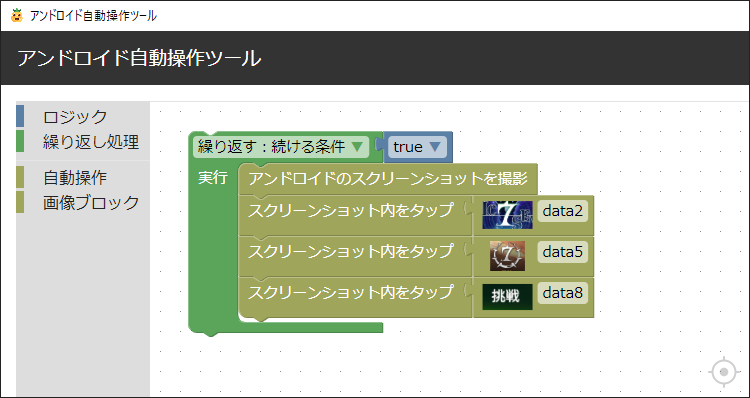 アンドロイド自動操作ツール
アンドロイド自動操作ツール
ロジック
繰り返し処理
自動操作
画像ブロック
繰り返す：続ける条件▼ true▼
実行 アンドロイドのスクリーンショットを撮影
スクリーンショット内をタップ 7 data2
スクリーンショット内をタップ 7 data5
スクリーンショット内をタップ 挑戦 data8